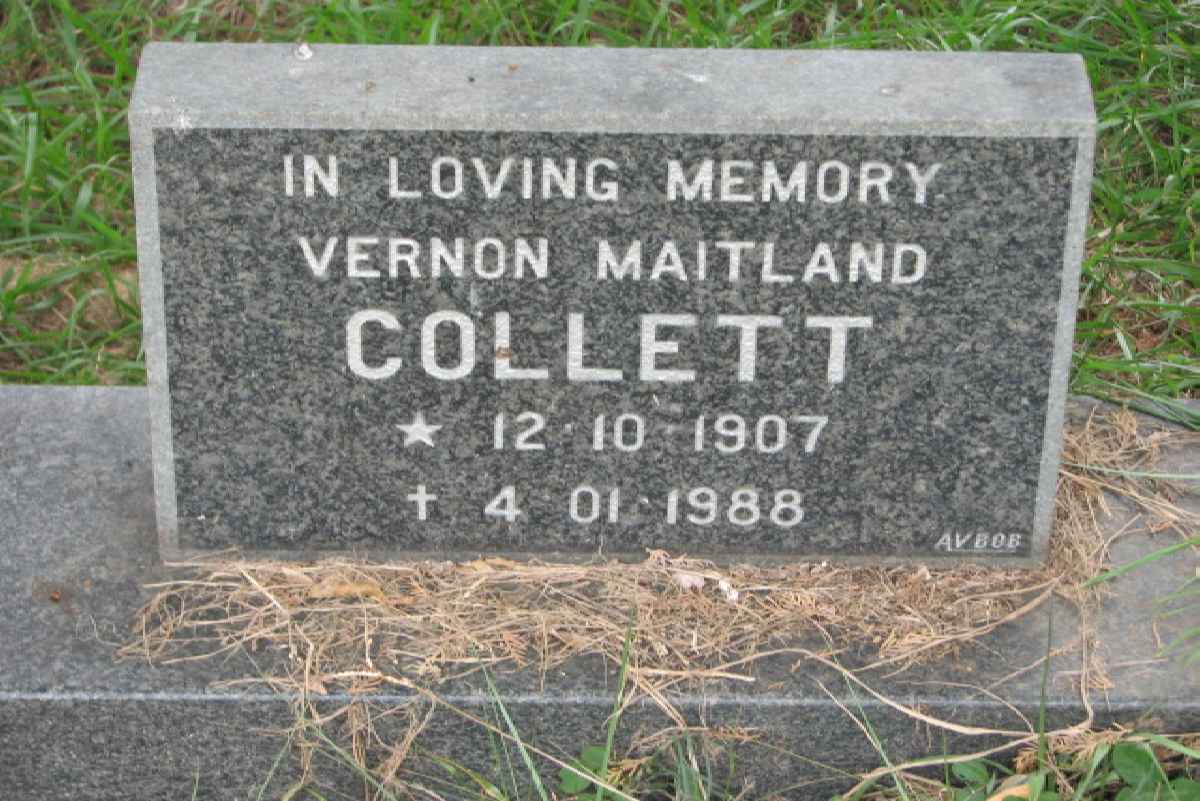 IN LOVING MEMORY
VERNON MAITLAND
COLLETT
★ 12·10·1907
† 4·01·1988
AVBOB